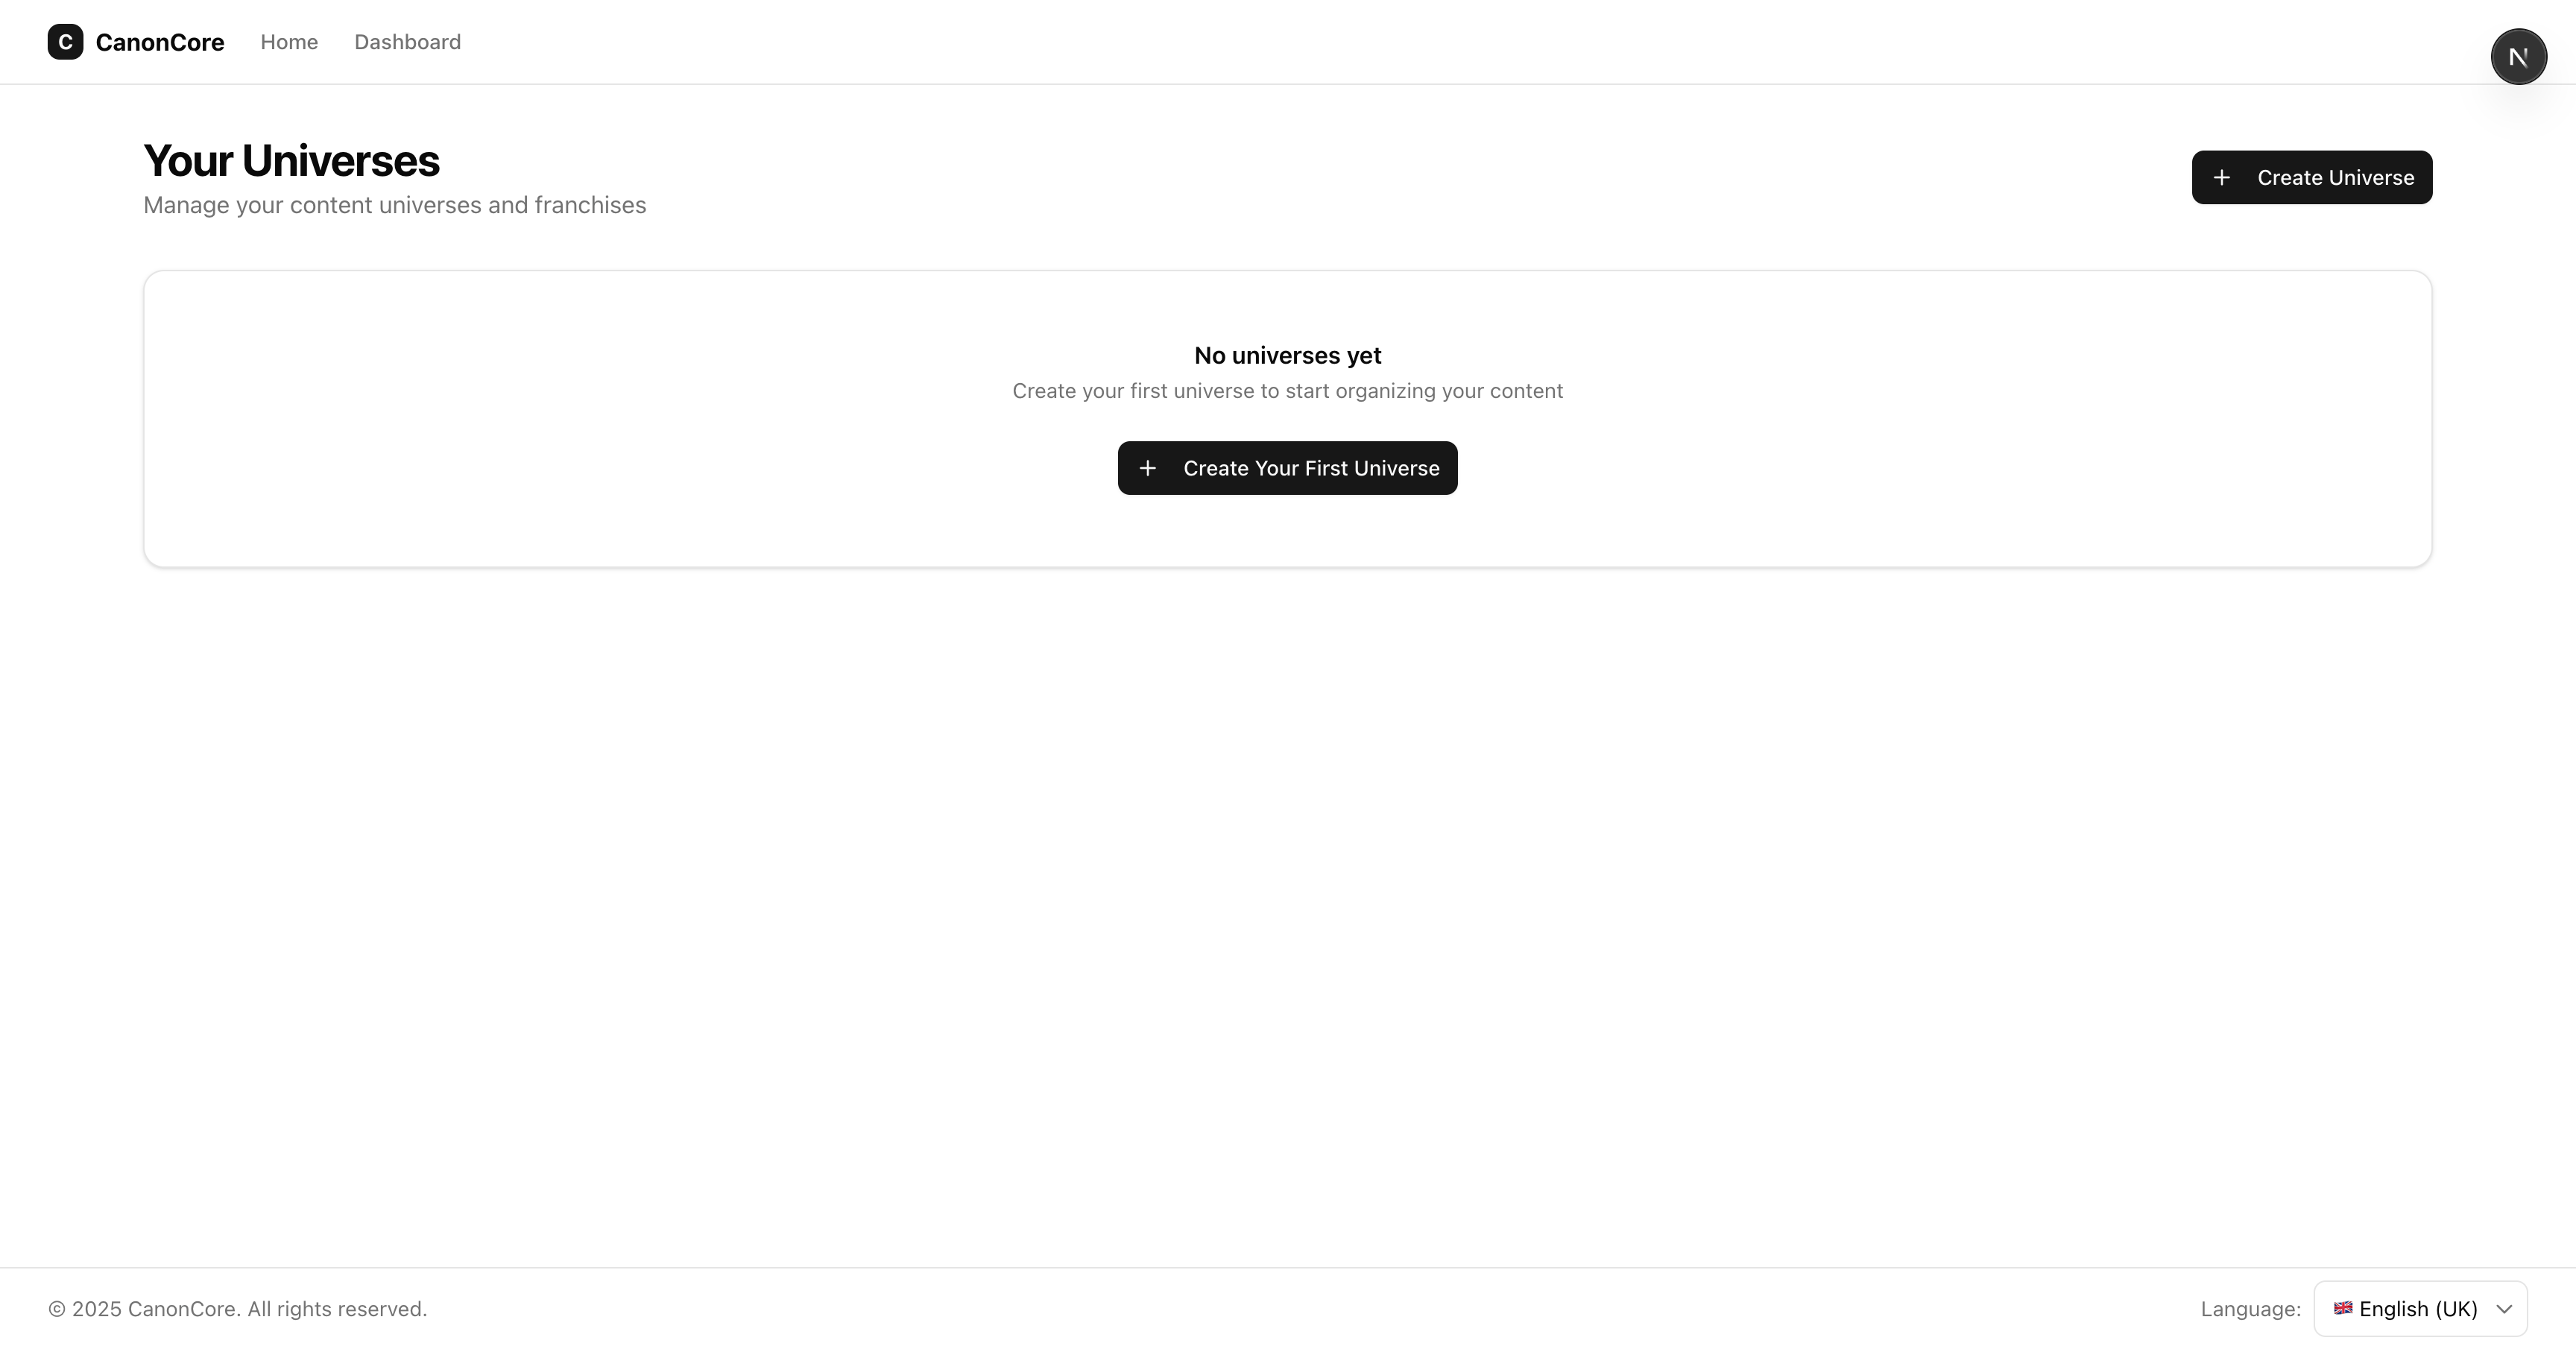 C CanonCore Home Dashboard
N
Your Universes
Manage your content universes and franchises
+ Create Universe
No universes yet
Create your first universe to start organizing your content
+ Create Your First Universe
© 2025 CanonCore. All rights reserved.
Language: 🇬🇧 English (UK)